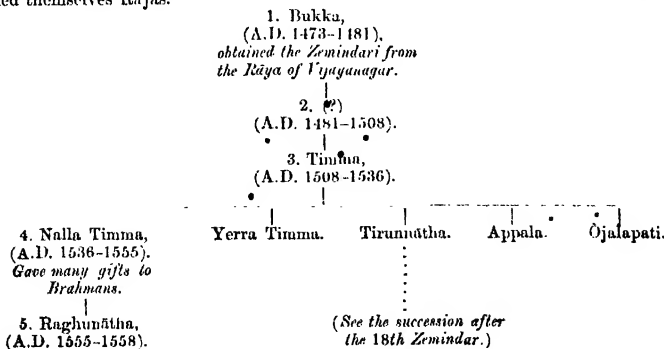 ed themselves Rajas.
1. Bukka,
(A.D. 1473–1481),
obtained the Zemindari from
the Râya of Vijayanagar.
2. (?)
(A.D. 1481–1508).
3. Timma,
(A.D. 1508–1536).
4. Nalla Timma,
(A.D. 1536–1555).
Gave many gifts to
Brahmans.
Yerra Timma. Tirunātha. Appala. Ōjalapati.
5. Raghunātha,
(A.D. 1555–1558).
(See the succession after
the 18th Zemindar.)